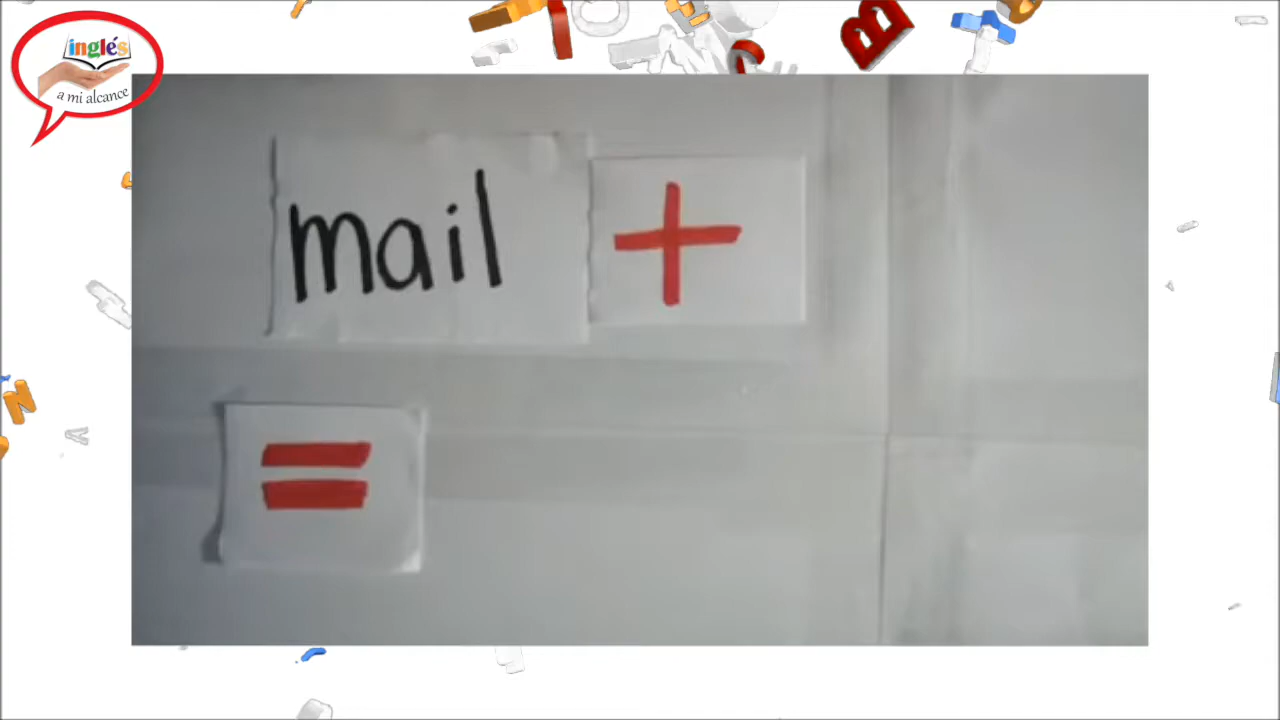 inglés
a mi alcance
mail +
=